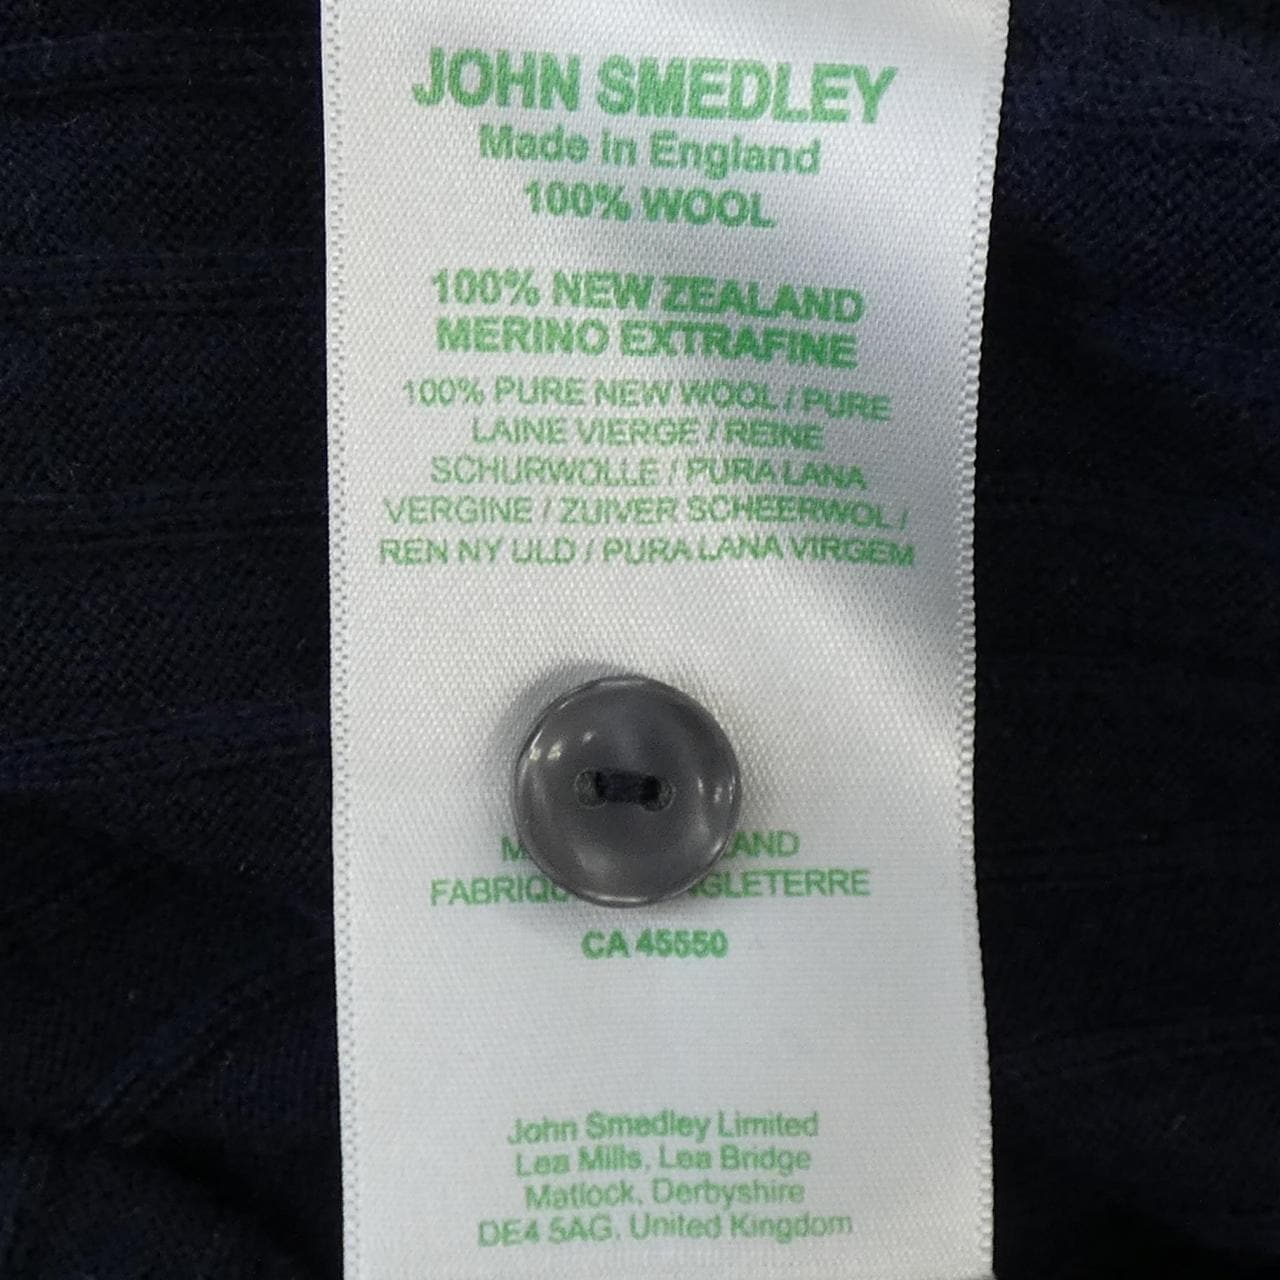 JOHN SMEDLEY
Made in England
100% WOOL
100% NEW ZEALAND
MERINO EXTRAFINE
100% PURE NEW WOOL / PURE
LAINE VIERGE / REINE
SCHURWOLLE / PURA LANA
VERGINE / ZUIVER SCHEERWOL /
REN NY ULD / PURA LANA VIRGEM
CA 45550
John Smedley Limited
Lea Mills, Lea Bridge
Matlock, Derbyshire
DE4 5AG, United Kingdom